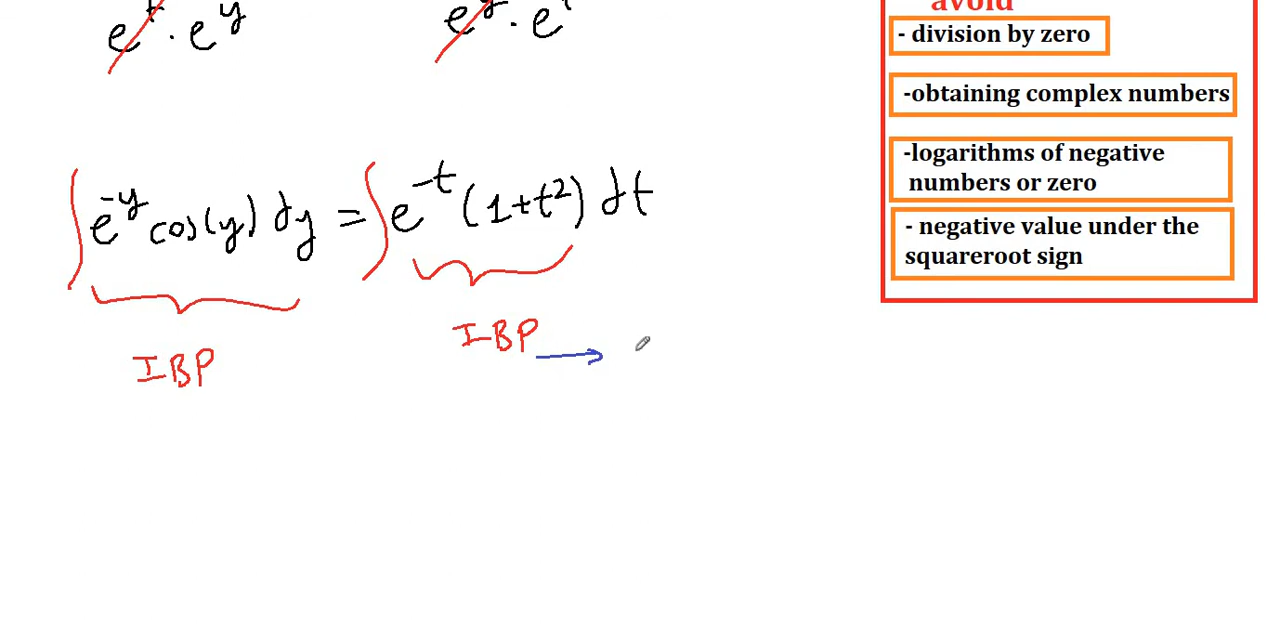 avoid
e^t · e^y
e^y · e
- division by zero
-obtaining complex numbers
-logarithms of negative
numbers or zero
- negative value under the
squareroot sign
∫ e^-y cos(y) dy = ∫ e^-t (1+t²) dt
IBP
IBP